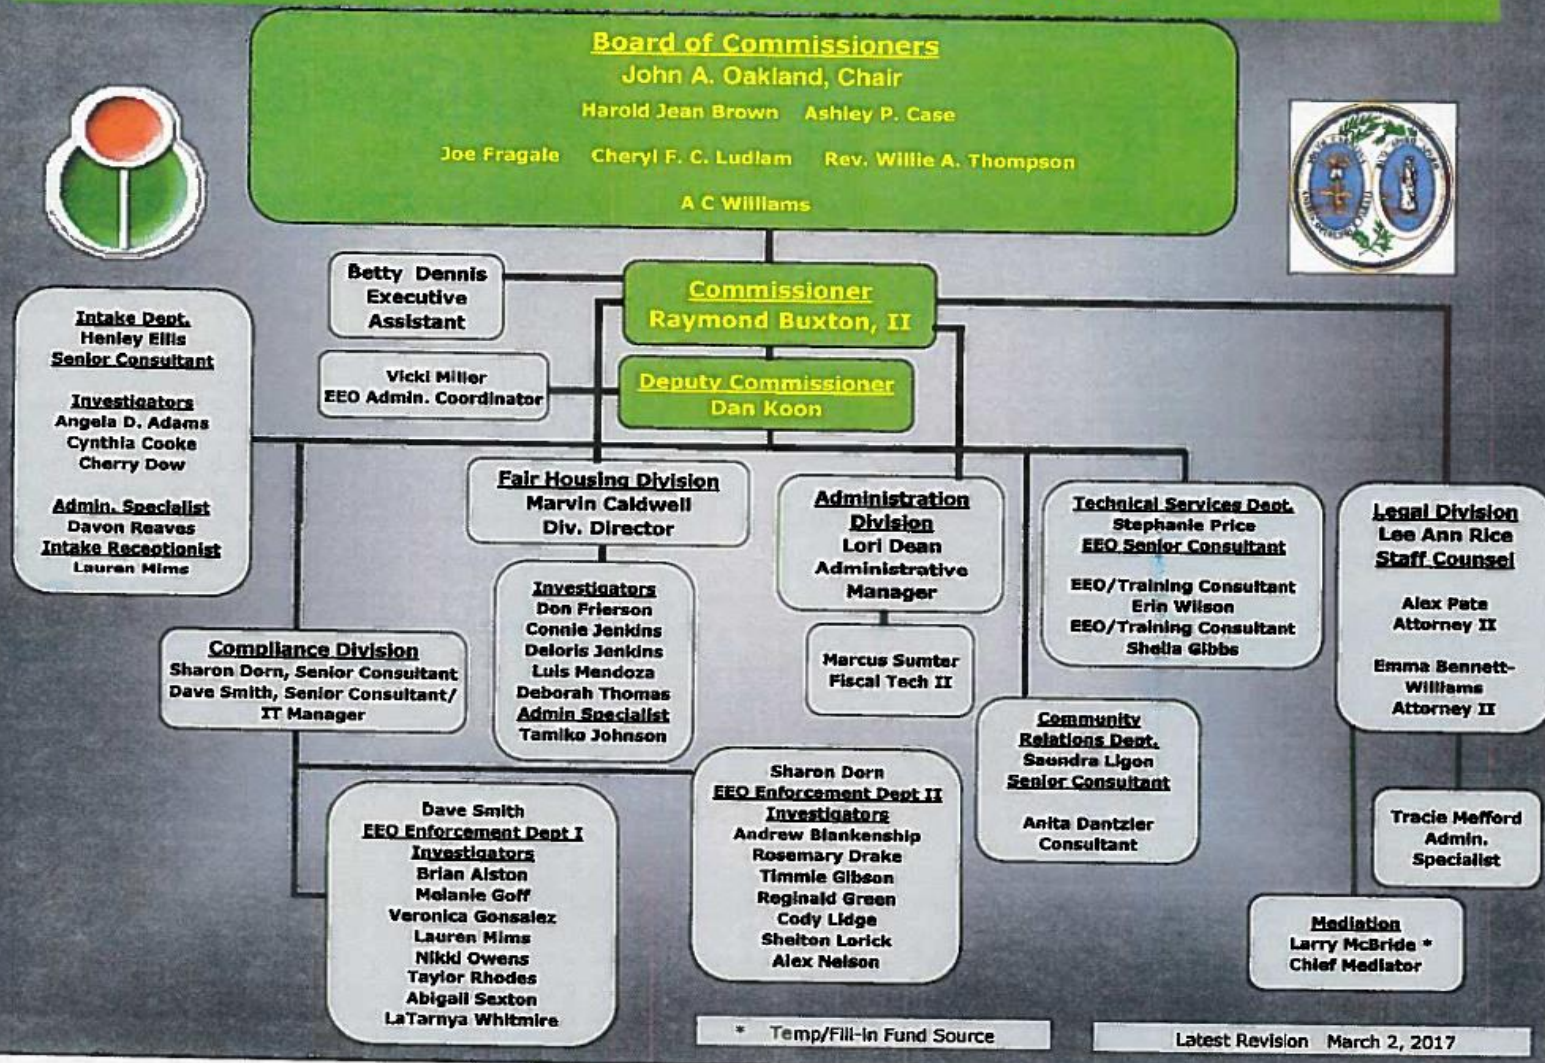 Board of Commissioners
John A. Oakland, Chair
Harold Jean Brown Ashley P. Case
Joe Fragale Cheryl F. C. Ludlam Rev. Willie A. Thompson
A C Williams
Betty Dennis
Executive
Assistant
Commissioner
Raymond Buxton, II
Vicki Miller
EEO Admin. Coordinator
Deputy Commissioner
Dan Koon
Intake Dept.
Henley Ellis
Senior Consultant
Investigators
Angela D. Adams
Cynthia Cooke
Cherry Dow
Admin. Specialist
Davon Reaves
Intake Receptionist
Lauren Mims
Fair Housing Division
Marvin Caldwell
Div. Director
Investigators
Don Frierson
Connie Jenkins
Deloris Jenkins
Luis Mendoza
Deborah Thomas
Admin Specialist
Tamiko Johnson
Administration
Division
Lori Dean
Administrative
Manager
Marcus Sumter
Fiscal Tech II
Technical Services Dept.
Stephanie Price
EEO Senior Consultant
EEO/Training Consultant
Erin Wilson
EEO/Training Consultant
Shella Gibbs
Legal Division
Lee Ann Rice
Staff Counsel
Alex Pate
Attorney II
Emma Bennett-
Williams
Attorney II
Compliance Division
Sharon Dorn, Senior Consultant
Dave Smith, Senior Consultant/
IT Manager
Community
Relations Dept.
Saundra Ligon
Senior Consultant
Anita Dantzler
Consultant
Dave Smith
EEO Enforcement Dept I
Investigators
Brian Alston
Melanie Goff
Veronica Gonsalez
Lauren Mims
Nikki Owens
Taylor Rhodes
Abigail Sexton
LaTarnya Whitmire
Sharon Dorn
EEO Enforcement Dept II
Investigators
Andrew Blankenship
Rosemary Drake
Timmie Gibson
Reginald Green
Cody Lidge
Shelton Lorick
Alex Nelson
Tracie Mefford
Admin.
Specialist
Mediation
Larry McBride *
Chief Mediator
* Temp/Fill-in Fund Source
Latest Revision March 2, 2017